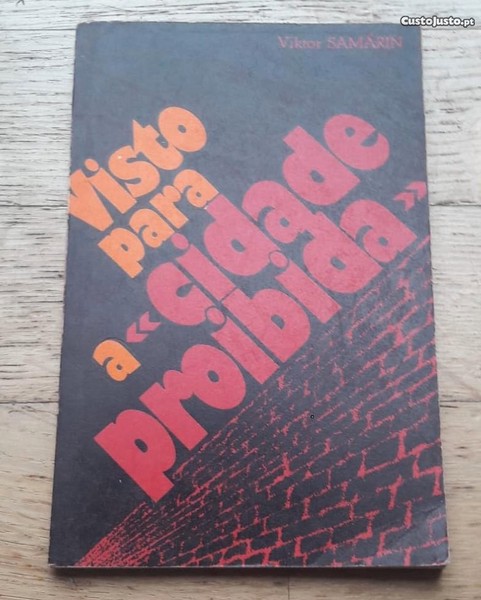 CustoJusto.pt
Viktor SAMARIN
Visto
para
a «cidade
proibida»